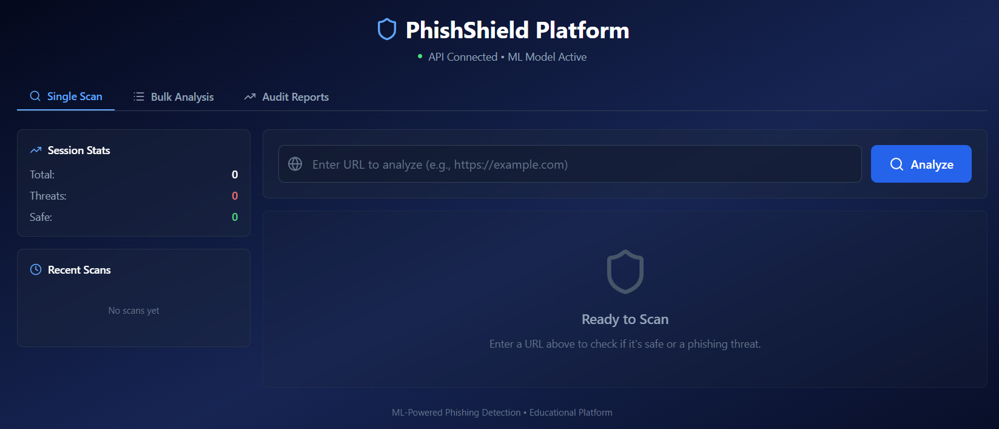 PhishShield Platform
API Connected • ML Model Active
Single Scan
Bulk Analysis
Audit Reports
Session Stats
Total: 0
Threats: 0
Safe: 0
Recent Scans
No scans yet
Enter URL to analyze (e.g., https://example.com)
Analyze
Ready to Scan
Enter a URL above to check if it's safe or a phishing threat.
ML-Powered Phishing Detection • Educational Platform